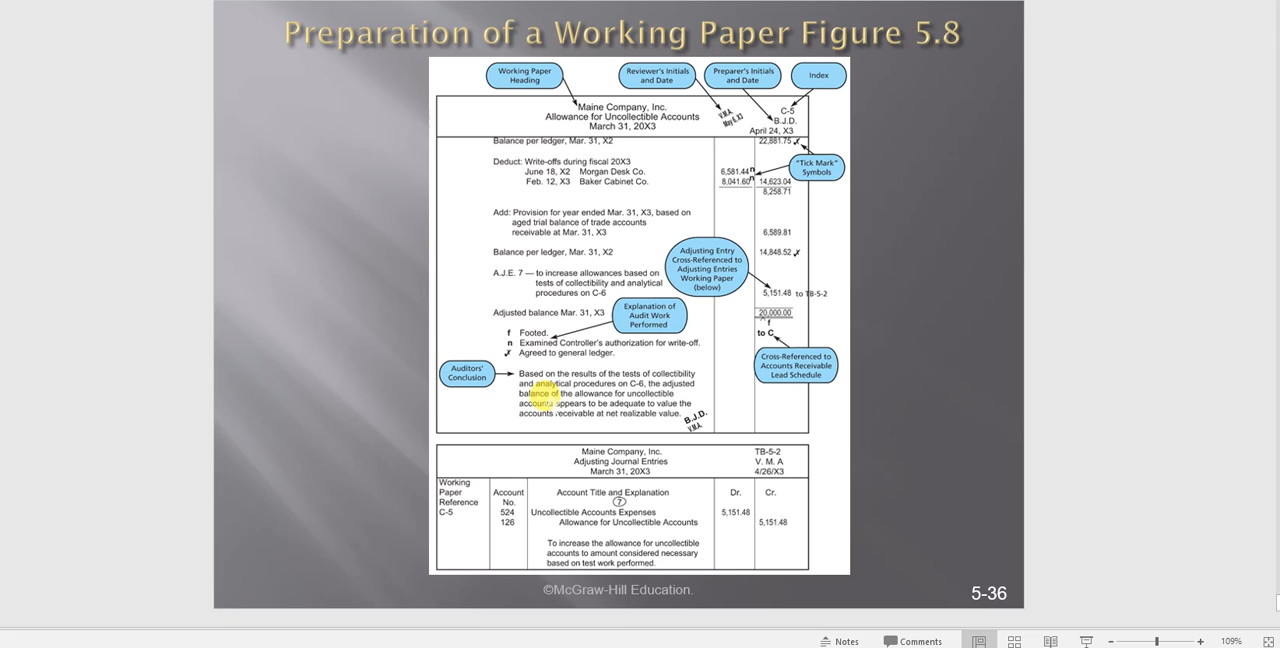 Preparation of a Working Paper Figure 5.8
Working Paper
Heading
Reviewer's Initials
and Date
Preparer's Initials
and Date
Index
Maine Company, Inc.
Allowance for Uncollectible Accounts
March 31, 20X3
V.M.A.
May 6, X3
C-5
B.J.D.
April 24, X3
Balance per ledger, Mar. 31, X2 22,881.75 ✗
"Tick Mark"
Symbols
Deduct: Write-offs during fiscal 20X3
June 18, X2 Morgan Desk Co. 6,581.44 n
Feb. 12, X3 Baker Cabinet Co. 8,041.60 n 14,623.04
8,258.71
Add: Provision for year ended Mar. 31, X3, based on
aged trial balance of trade accounts
receivable at Mar. 31, X3 6,589.81
Adjusting Entry
Cross-Referenced to
Adjusting Entries
Working Paper
(below)
Balance per ledger, Mar. 31, X2 14,848.52 ✗
A.J.E. 7 — to increase allowances based on
tests of collectibility and analytical
procedures on C-6 5,151.48 to TB-5-2
Explanation of
Audit Work
Performed
Adjusted balance Mar. 31, X3 20,000.00
f
to C
f Footed.
n Examined Controller's authorization for write-off.
✗ Agreed to general ledger.
Cross-Referenced to
Accounts Receivable
Lead Schedule
Auditors'
Conclusion
Based on the results of the tests of collectibility
and analytical procedures on C-6, the adjusted
balance of the allowance for uncollectible
accounts appears to be adequate to value the
accounts receivable at net realizable value.
B.J.D.
V.M.A.
Maine Company, Inc.
Adjusting Journal Entries
March 31, 20X3
TB-5-2
V. M. A
4/26/X3
Working
Paper
Reference
Account
No.
Account Title and Explanation
Dr.
Cr.
7
C-5 524 Uncollectible Accounts Expenses 5,151.48
126 Allowance for Uncollectible Accounts 5,151.48
To increase the allowance for uncollectible
accounts to amount considered necessary
based on test work performed.
©McGraw-Hill Education.
5-36
Notes
Comments
109%